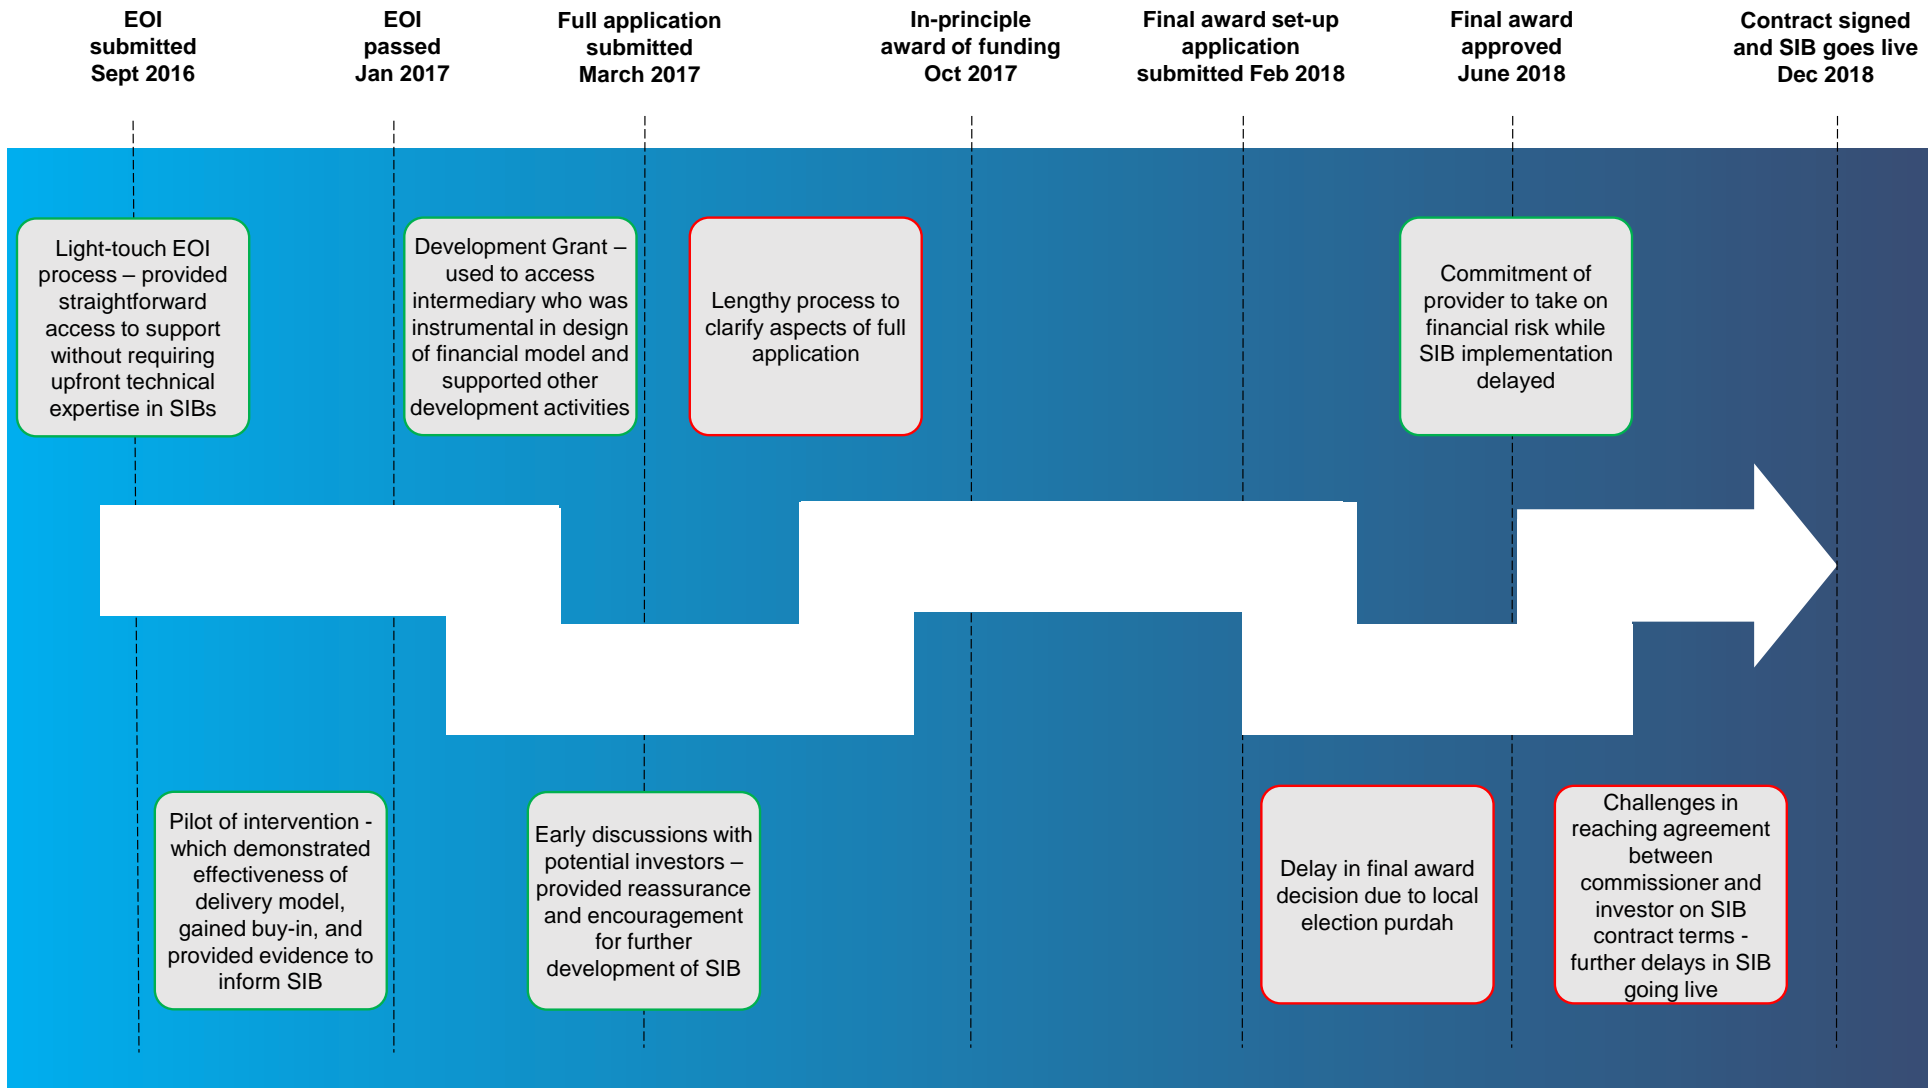 EOI
submitted
Sept 2016
EOI
passed
Jan 2017
Full application
submitted
March 2017
In-principle
award of funding
Oct 2017
Final award set-up
application
submitted Feb 2018
Final award
approved
June 2018
Contract signed
and SIB goes live
Dec 2018
Light-touch EOI
process – provided
straightforward
access to support
without requiring
upfront technical
expertise in SIBs
Development Grant –
used to access
intermediary who was
instrumental in design
of financial model and
supported other
development activities
Lengthy process to
clarify aspects of full
application
Commitment of
provider to take on
financial risk while
SIB implementation
delayed
Pilot of intervention -
which demonstrated
effectiveness of
delivery model,
gained buy-in, and
provided evidence to
inform SIB
Early discussions with
potential investors –
provided reassurance
and encouragement
for further
development of SIB
Delay in final award
decision due to local
election purdah
Challenges in
reaching agreement
between
commissioner and
investor on SIB
contract terms -
further delays in SIB
going live